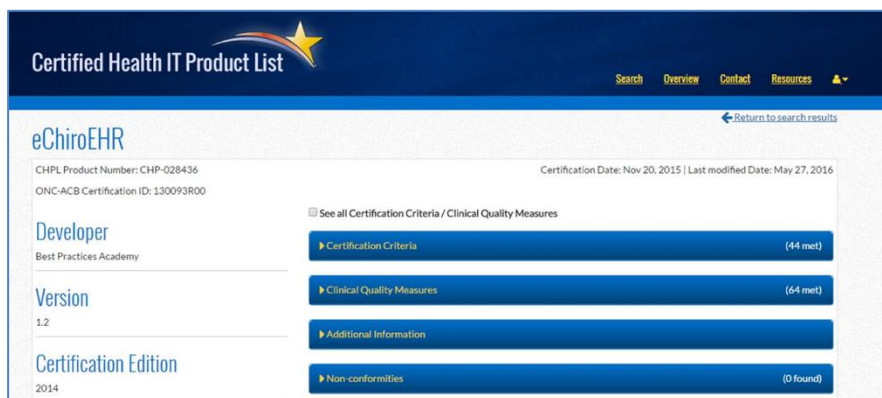 Certified Health IT Product List
Search Overview Contact Resources
Return to search results
eChiroEHR
CHPL Product Number: CHP-028436
Certification Date: Nov 20, 2015 | Last modified Date: May 27, 2016
ONC-ACB Certification ID: 130093R00
See all Certification Criteria / Clinical Quality Measures
Developer
Best Practices Academy
Certification Criteria (44 met)
Version
1.2
Clinical Quality Measures (64 met)
Additional Information
Certification Edition
2014
Non-conformities (0 found)